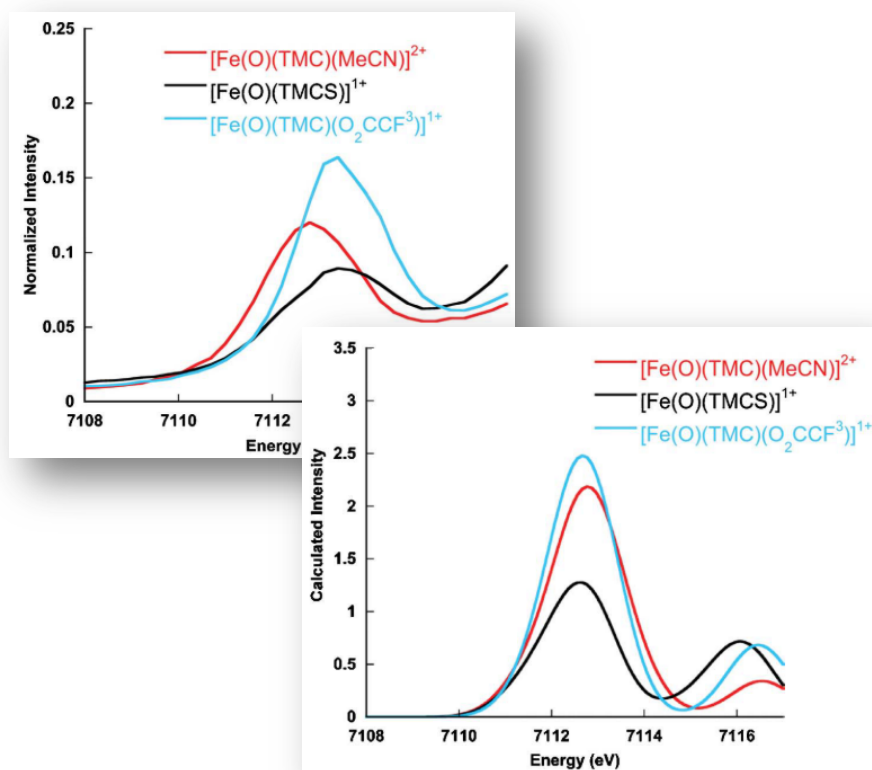 0.25
[Fe(O)(TMC)(MeCN)]2+
[Fe(O)(TMCS)]1+
[Fe(O)(TMC)(O2CCF3)]1+
0.2
0.15
0.1
0.05
0
Normalized Intensity
7108 7110 7112
Energy
3.5
[Fe(O)(TMC)(MeCN)]2+
[Fe(O)(TMCS)]1+
[Fe(O)(TMC)(O2CCF3)]1+
3
2.5
2
1.5
1
0.5
0
Calculated Intensity
7108 7110 7112 7114 7116
Energy (eV)